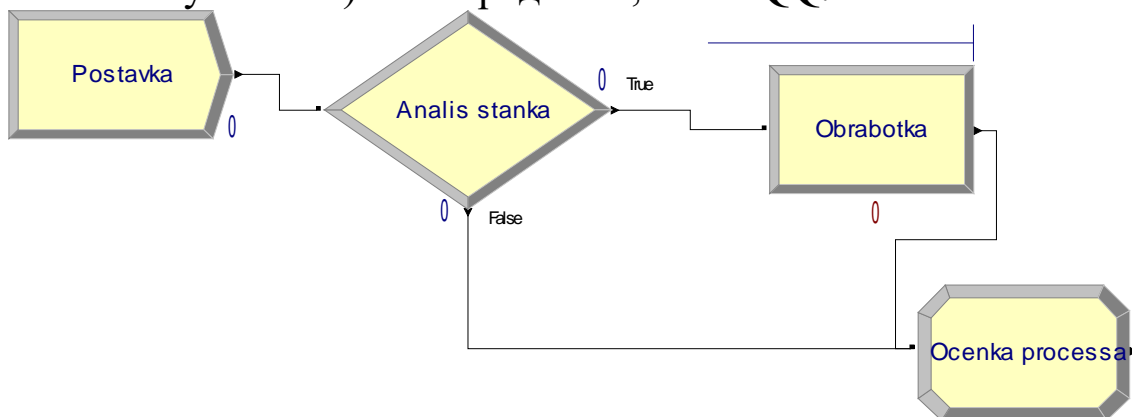 Postavka
0
Analis stanka
0
True
0
False
Obrabotka
0
Ocenka processa